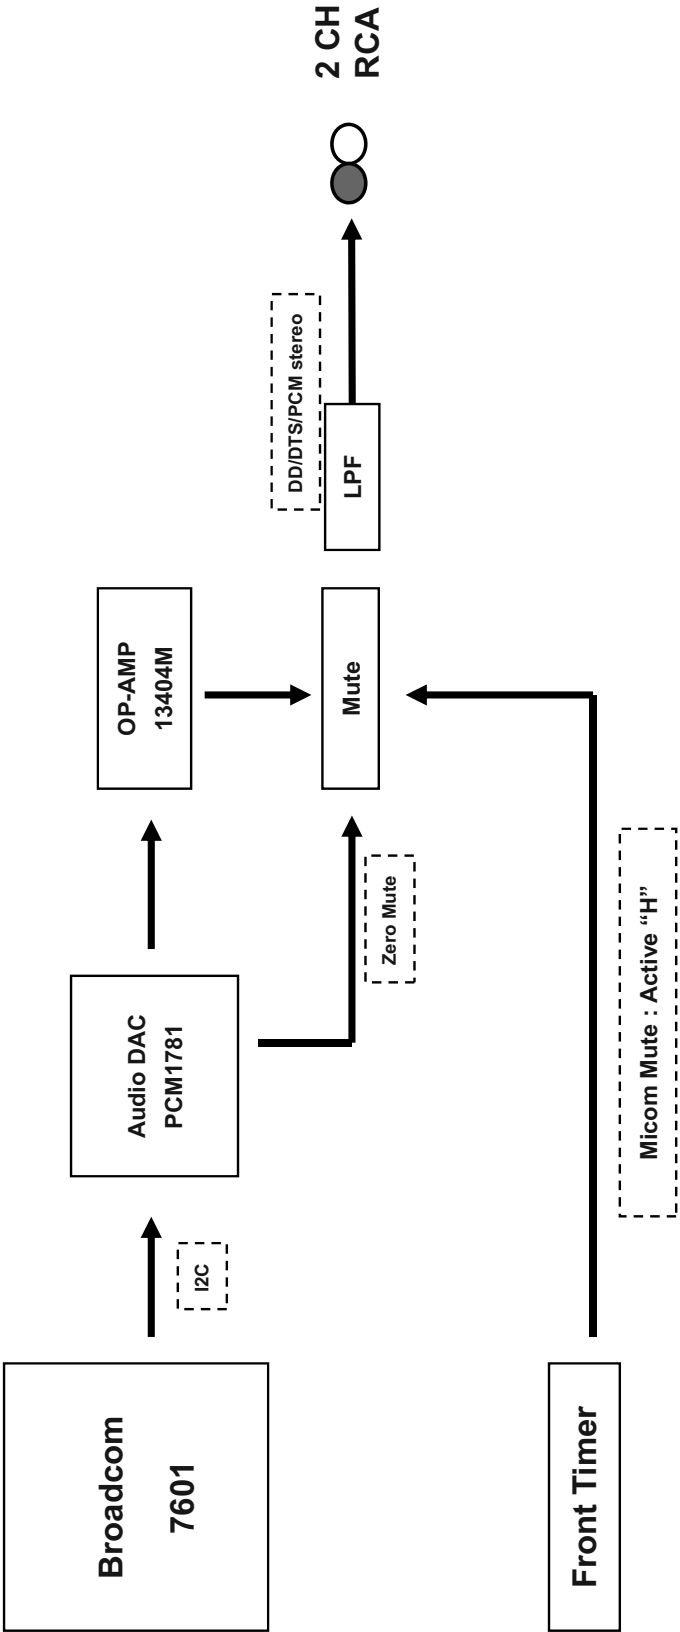 Broadcom
7601
I2C
Audio DAC
PCM1781
OP-AMP
13404M
Zero Mute
Mute
LPF
DD/DTS/PCM stereo
2 CH
RCA
Front Timer
Micom Mute : Active “H”